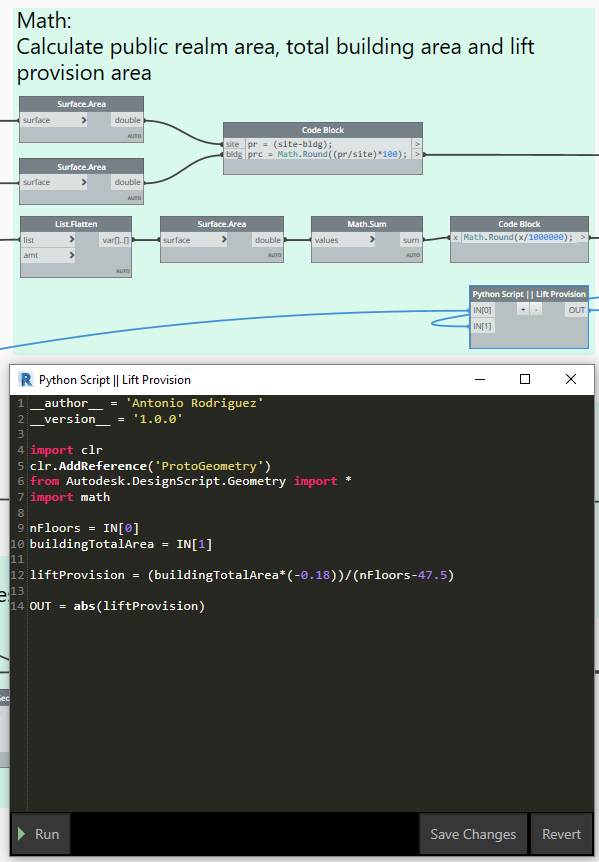 Math:
Calculate public realm area, total building area and lift
provision area
Surface.Area
surface > double
AUTO
Surface.Area
surface > double
AUTO
Code Block
site pr = (site-bldg); >
bldg prc = Math.Round((pr/site)*100); >
List.Flatten
list > var[]..[]
amt >
AUTO
Surface.Area
surface > double
AUTO
Math.Sum
values > sum
AUTO
Code Block
x Math.Round(x/1000000); >
Python Script || Lift Provision
IN[0] + - OUT
IN[1]
R Python Script || Lift Provision
1 __author__ = 'Antonio Rodriguez'
2 __version__ = '1.0.0'
3
4 import clr
5 clr.AddReference('ProtoGeometry')
6 from Autodesk.DesignScript.Geometry import *
7 import math
8
9 nFloors = IN[0]
10 buildingTotalArea = IN[1]
11
12 liftProvision = (buildingTotalArea*(-0.18))/(nFloors-47.5)
13
14 OUT = abs(liftProvision)
Run
Save Changes
Revert